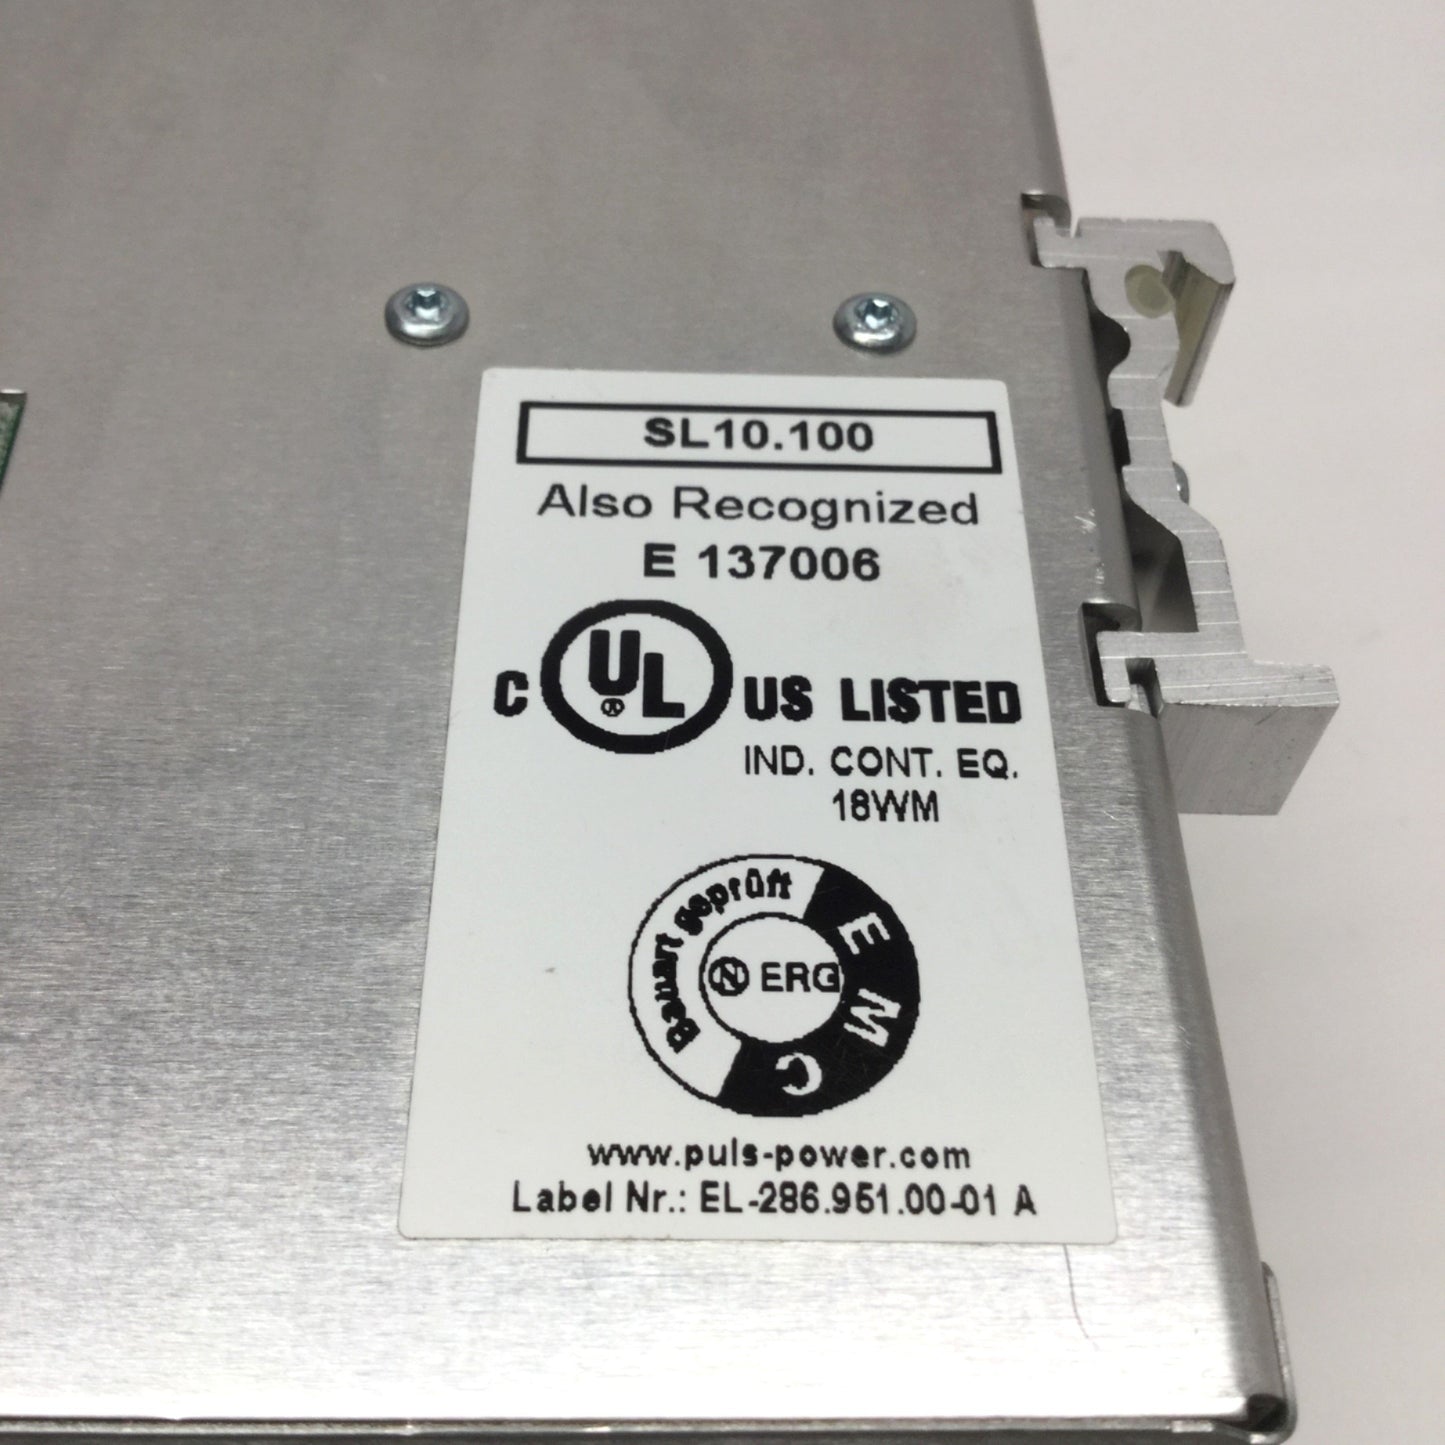 SL10.100
Also Recognized
E 137006
C UL US LISTED
IND. CONT. EQ.
18WM
Bauart geprüft
EMC
N ERG
www.puls-power.com
Label Nr.: EL-286.951.00-01 A